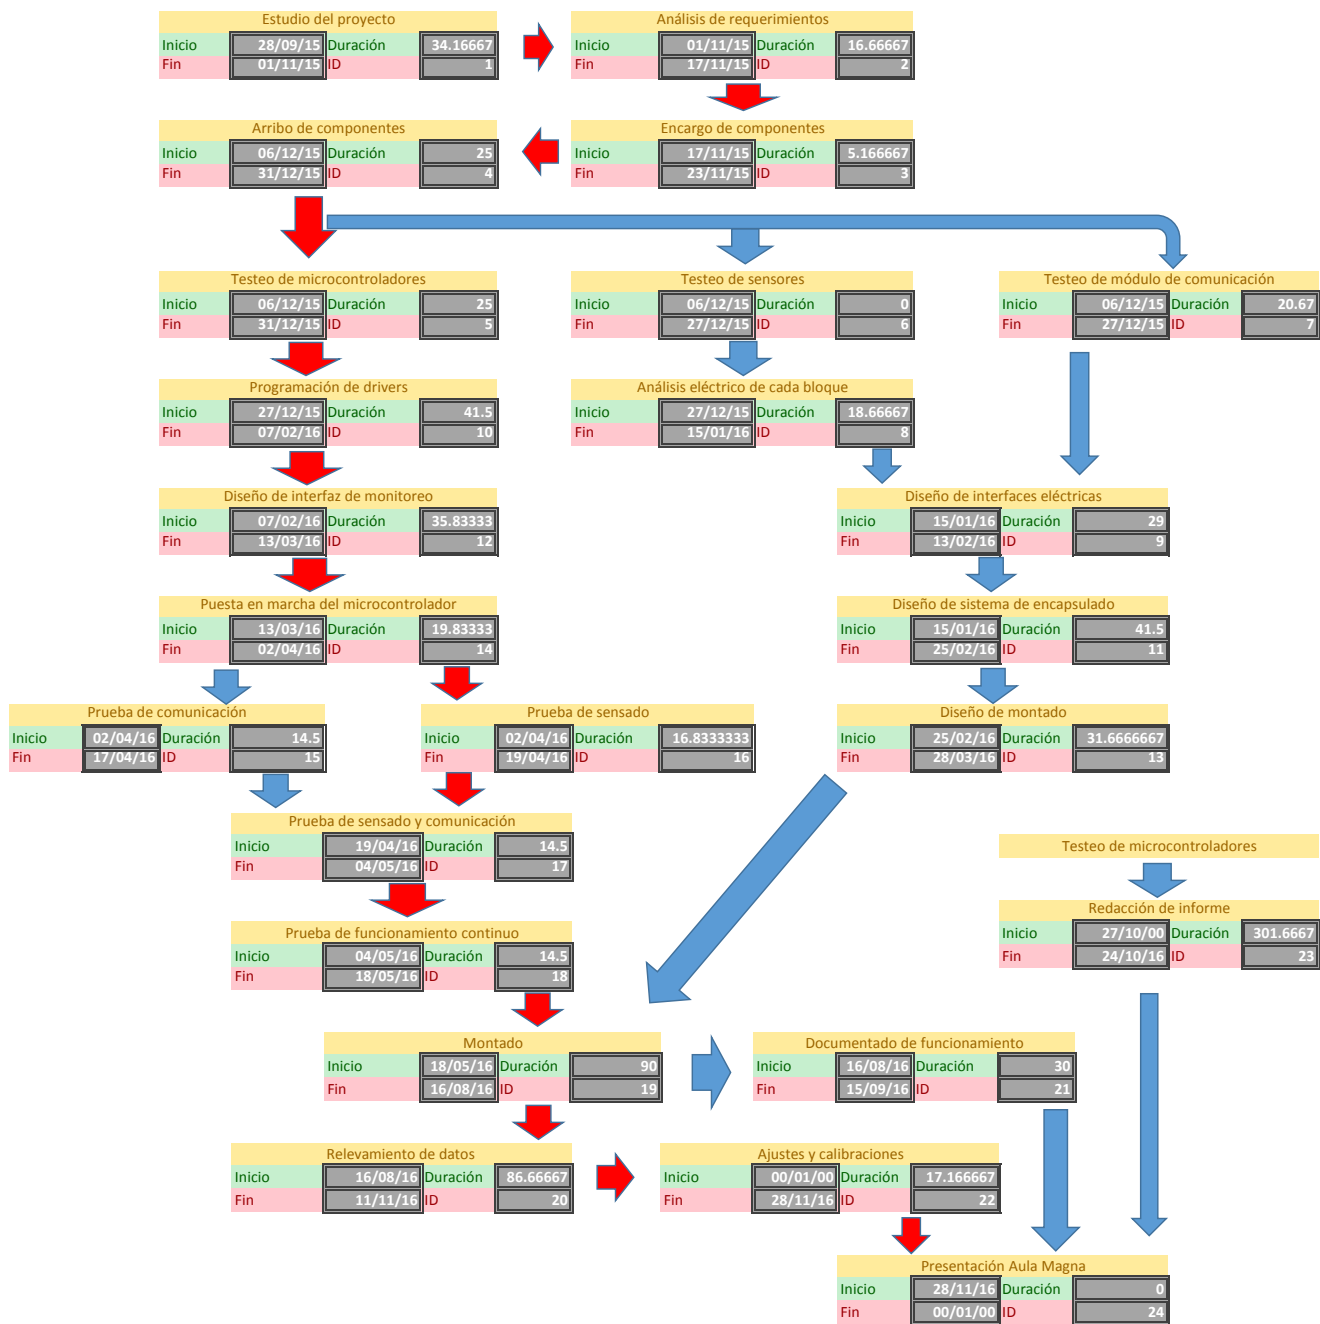 Estudio del proyecto
Inicio 28/09/15 Duración 34.16667
Fin 01/11/15 ID 1
Análisis de requerimientos
Inicio 01/11/15 Duración 16.66667
Fin 17/11/15 ID 2
Arribo de componentes
Inicio 06/12/15 Duración 25
Fin 31/12/15 ID 4
Encargo de componentes
Inicio 17/11/15 Duración 5.166667
Fin 23/11/15 ID 3
Testeo de microcontroladores
Inicio 06/12/15 Duración 25
Fin 31/12/15 ID 5
Testeo de sensores
Inicio 06/12/15 Duración 0
Fin 27/12/15 ID 6
Testeo de módulo de comunicación
Inicio 06/12/15 Duración 20.67
Fin 27/12/15 ID 7
Programación de drivers
Inicio 27/12/15 Duración 41.5
Fin 07/02/16 ID 10
Análisis eléctrico de cada bloque
Inicio 27/12/15 Duración 18.66667
Fin 15/01/16 ID 8
Diseño de interfaz de monitoreo
Inicio 07/02/16 Duración 35.83333
Fin 13/03/16 ID 12
Diseño de interfaces eléctricas
Inicio 15/01/16 Duración 29
Fin 13/02/16 ID 9
Puesta en marcha del microcontrolador
Inicio 13/03/16 Duración 19.83333
Fin 02/04/16 ID 14
Diseño de sistema de encapsulado
Inicio 15/01/16 Duración 41.5
Fin 25/02/16 ID 11
Prueba de comunicación
Inicio 02/04/16 Duración 14.5
Fin 17/04/16 ID 15
Prueba de sensado
Inicio 02/04/16 Duración 16.8333333
Fin 19/04/16 ID 16
Diseño de montado
Inicio 25/02/16 Duración 31.6666667
Fin 28/03/16 ID 13
Prueba de sensado y comunicación
Inicio 19/04/16 Duración 14.5
Fin 04/05/16 ID 17
Testeo de microcontroladores
Prueba de funcionamiento continuo
Inicio 04/05/16 Duración 14.5
Fin 18/05/16 ID 18
Redacción de informe
Inicio 27/10/00 Duración 301.6667
Fin 24/10/16 ID 23
Montado
Inicio 18/05/16 Duración 90
Fin 16/08/16 ID 19
Documentado de funcionamiento
Inicio 16/08/16 Duración 30
Fin 15/09/16 ID 21
Relevamiento de datos
Inicio 16/08/16 Duración 86.66667
Fin 11/11/16 ID 20
Ajustes y calibraciones
Inicio 00/01/00 Duración 17.166667
Fin 28/11/16 ID 22
Presentación Aula Magna
Inicio 28/11/16 Duración 0
Fin 00/01/00 ID 24